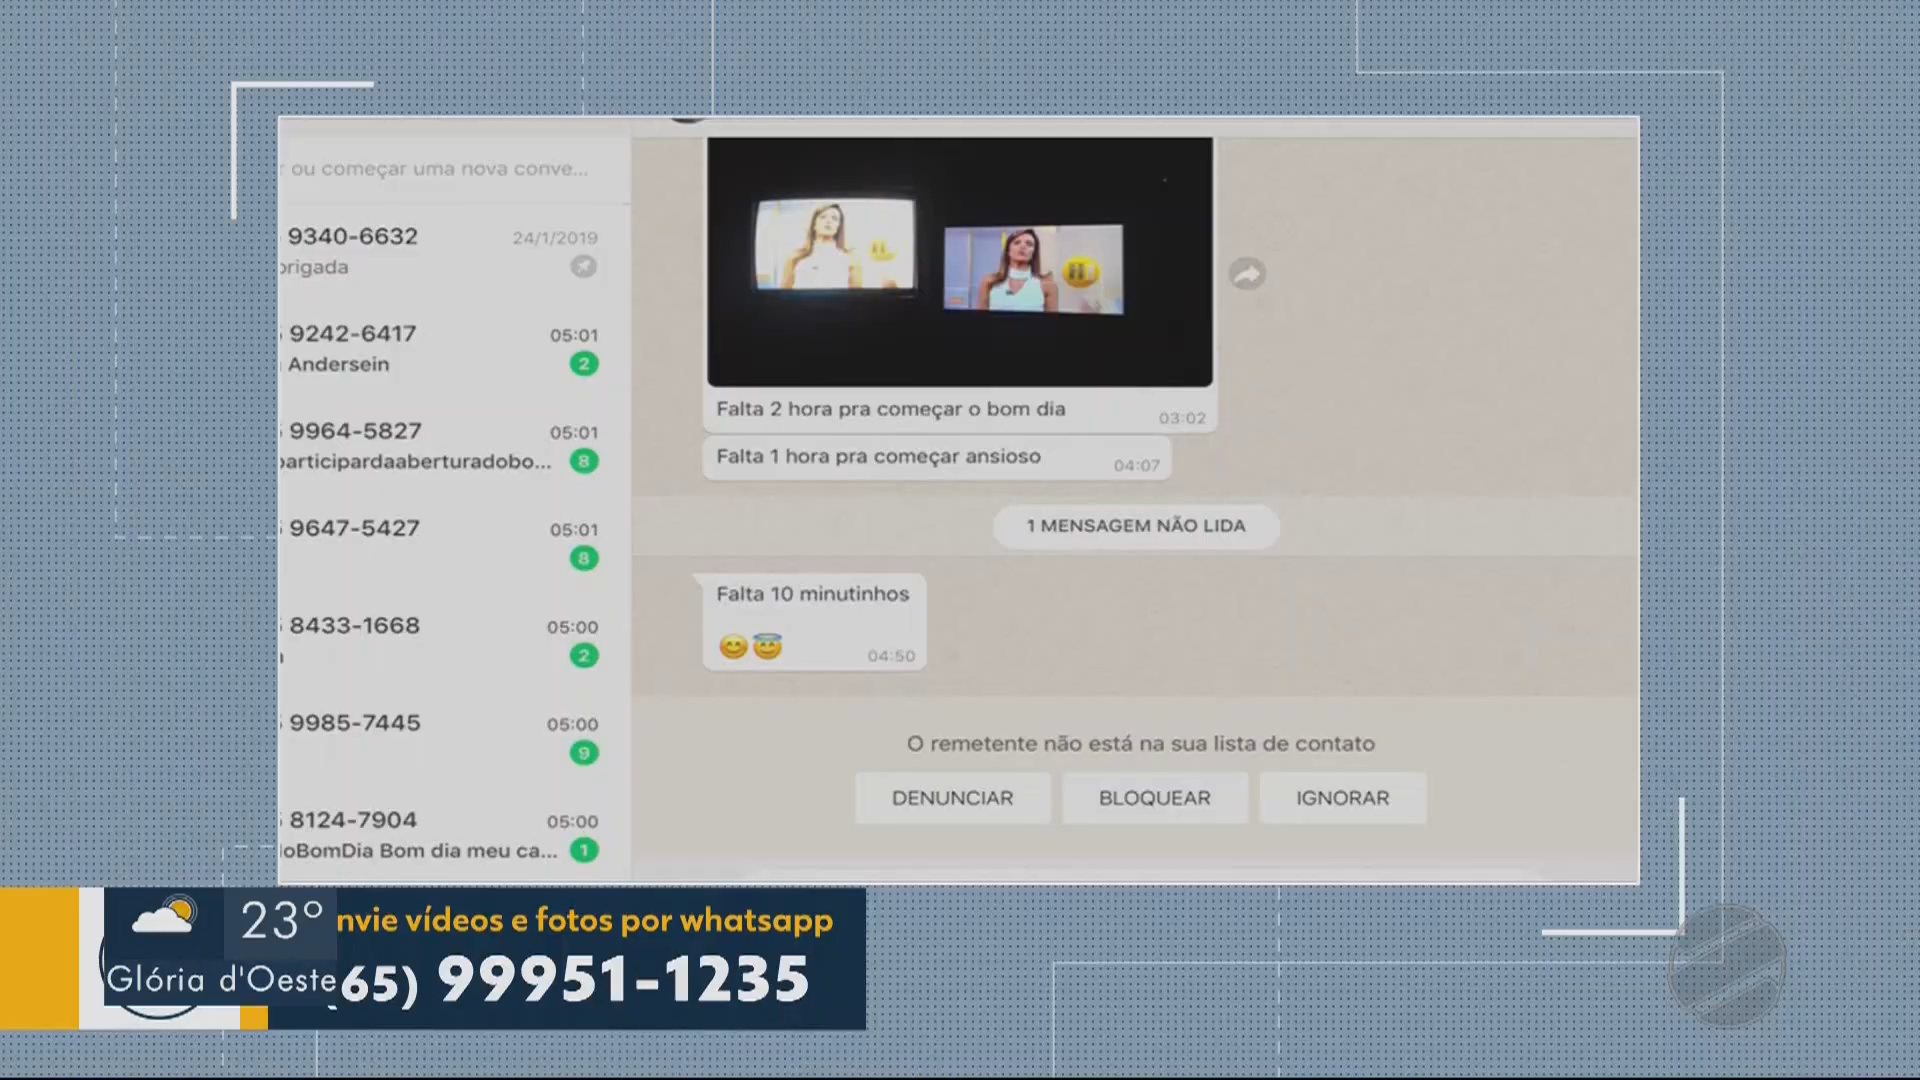 r ou começar uma nova conve...
9340-6632
24/1/2019
brigada
9242-6417
05:01
Andersein
2
9964-5827
05:01
participardaaberturadobo...
8
9647-5427
05:01
8
8433-1668
05:00
2
9985-7445
05:00
9
8124-7904
05:00
loBomDia Bom dia meu ca...
1
Falta 2 hora pra começar o bom dia
03:02
Falta 1 hora pra começar ansioso
04:07
1 MENSAGEM NÃO LIDA
Falta 10 minutinhos
😊😇
04:50
O remetente não está na sua lista de contato
DENUNCIAR
BLOQUEAR
IGNORAR
23°
Glória d'Oeste
nvie vídeos e fotos por whatsapp
(65) 99951-1235